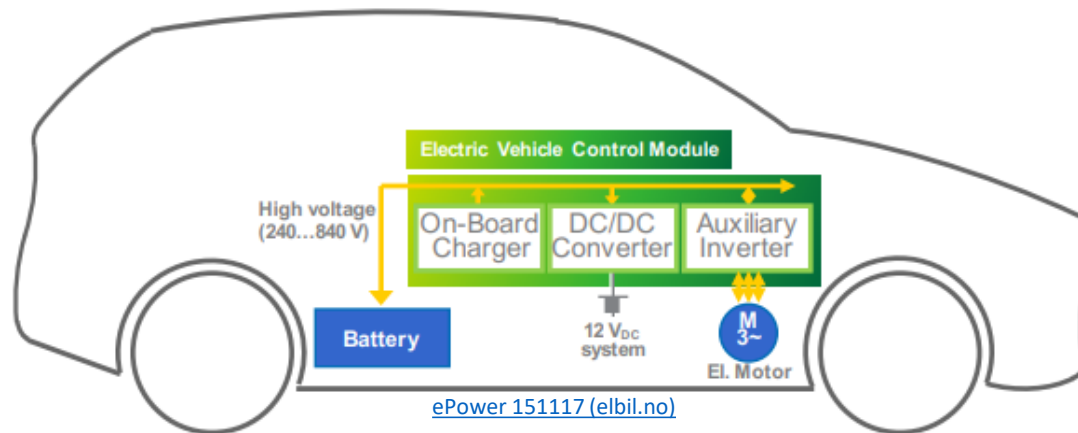 Electric Vehicle Control Module
High voltage
(240...840 V)
On-Board
Charger
DC/DC
Converter
Auxiliary
Inverter
Battery
12 VDC
system
M
3~
El. Motor
ePower 151117 (elbil.no)